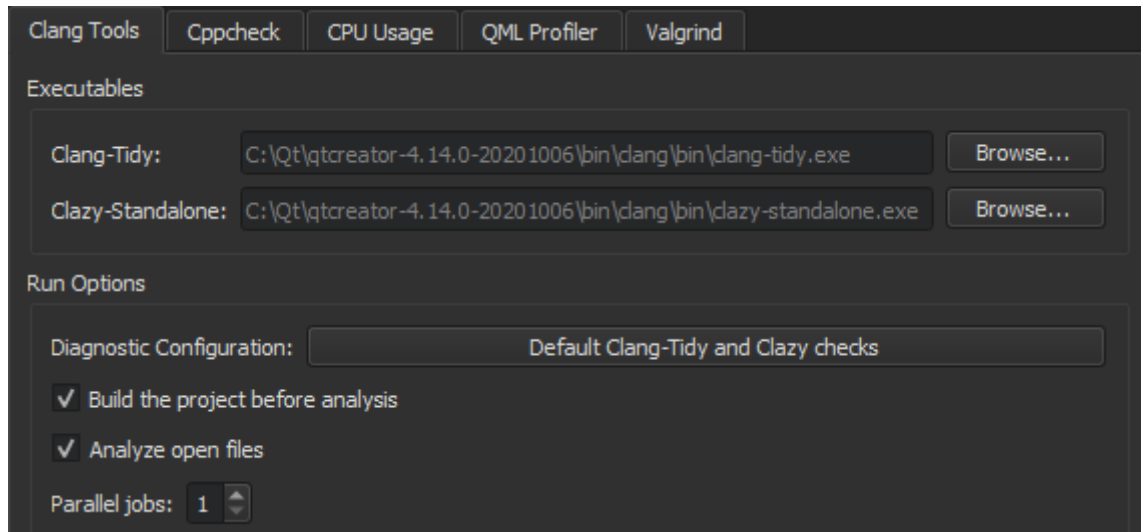 Clang Tools Cppcheck CPU Usage QML Profiler Valgrind
Executables
Clang-Tidy: C:\Qt\qtcreator-4.14.0-20201006\bin\clang\bin\clang-tidy.exe Browse...
Clazy-Standalone: C:\Qt\qtcreator-4.14.0-20201006\bin\clang\bin\clazy-standalone.exe Browse...
Run Options
Diagnostic Configuration: Default Clang-Tidy and Clazy checks
Build the project before analysis
Analyze open files
Parallel jobs: 1